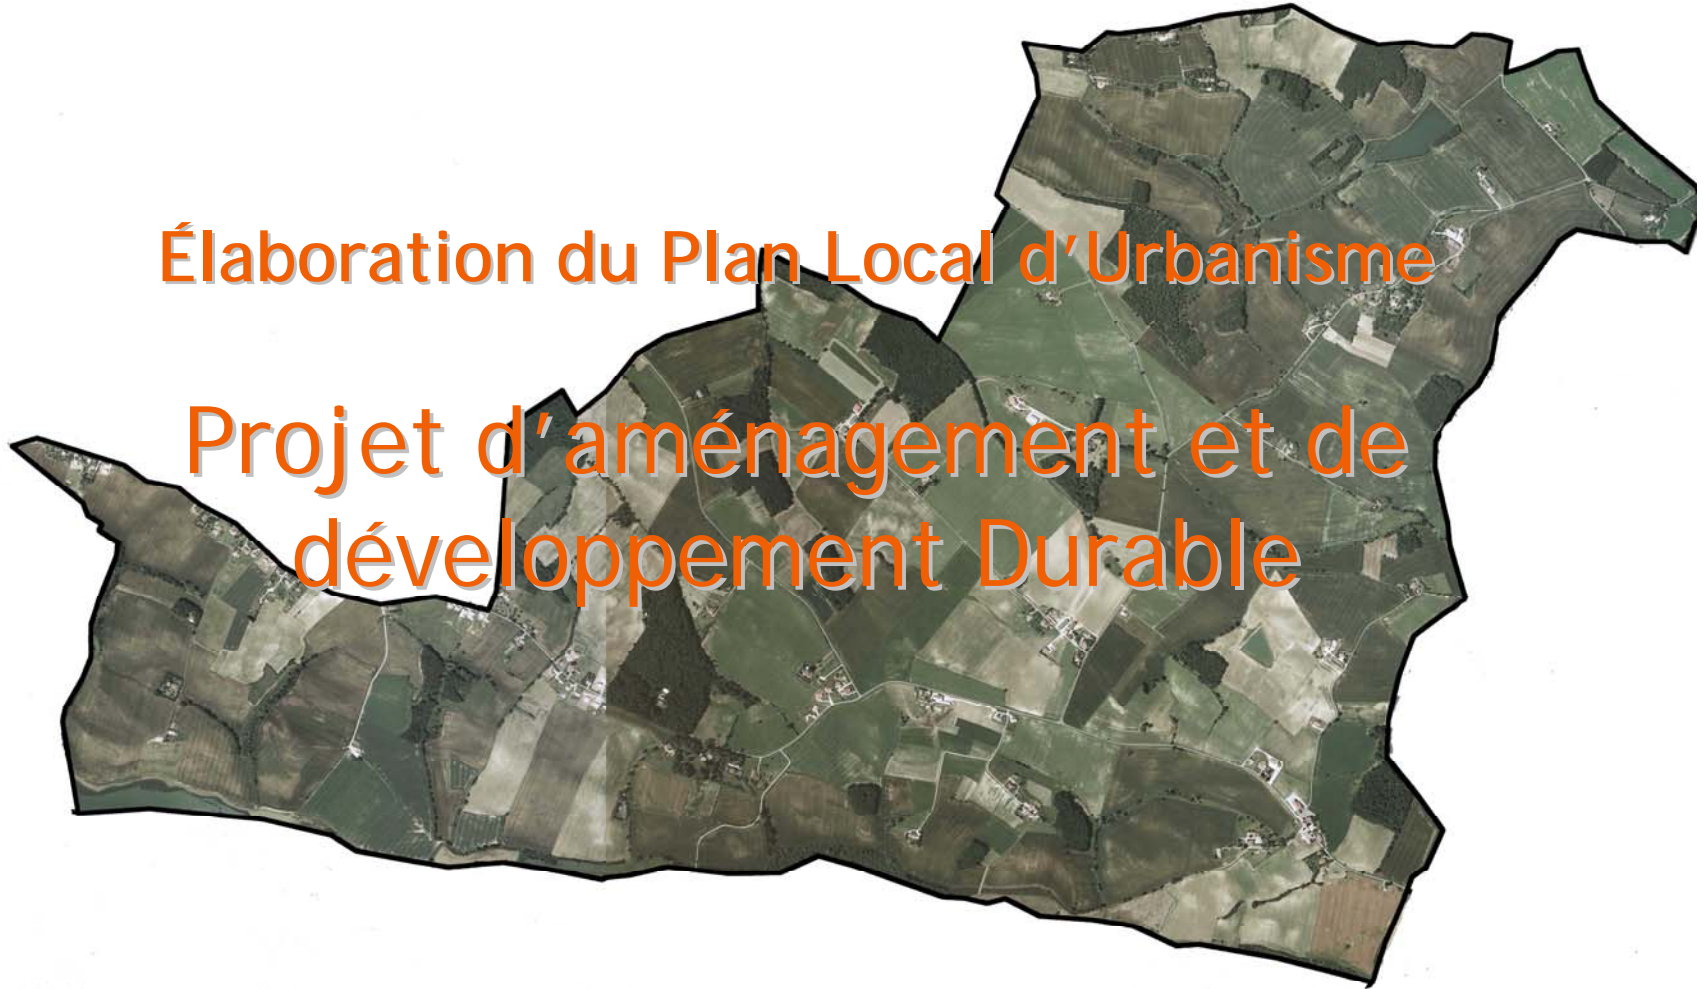 Élaboration du Plan Local d’Urbanisme
Projet d’aménagement et de
développement Durable